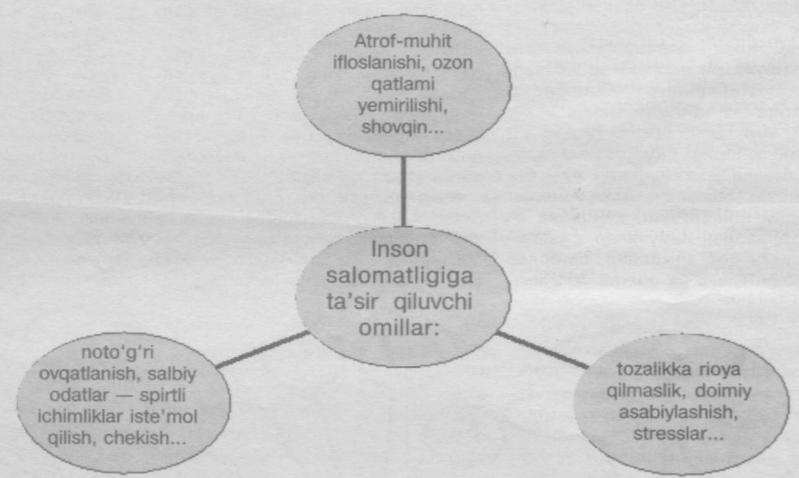 Atrof-muhit
ifloslanishi, ozon
qatlami
yemirilishi,
shovqin...
Inson
salomatligiga
ta'sir qiluvchi
omillar:
noto'g'ri
ovqatlanish, salbiy
odatlar — spirtli
ichimliklar iste'mol
qilish, chekish...
tozalikka rioya
qilmaslik, doimiy
asabiylashish,
stresslar...